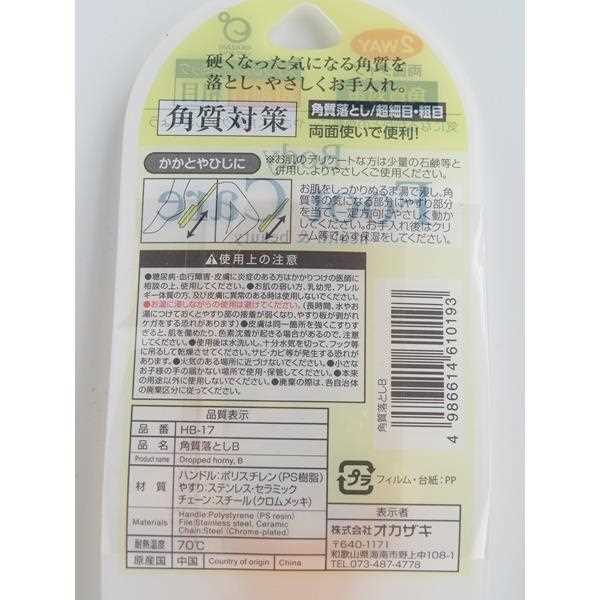 2WAY
硬くなった気になる角質を
落とし、やさしくお手入れ。
角質対策
角質落とし/超細目・粗目
両面使いで便利!
かかとやひじに
※お肌のデリケートな方は少量の石鹸等と
併用し、よりやさしくご使用ください。
お肌をしっかりぬるま湯で浸し、角
質等の気になる部分にやすり部分
を当て、一定方向にやさしく動か
してください。お手入れ後はクリ
ーム等で必ず保湿をしてください。
Body
Foot Care
⚠使用上の注意
●糖尿病・血行障害・皮膚に炎症のある方はかかりつけの医師に
相談の上、使用してください。●お肌の弱い方、乳幼児、アレル
ギー体質の方、及び皮膚に異常のある時は使用しないでください。
●お湯に浸しながらの使用は避けてください。(長時間、水やお
湯につけておくとやすり部の接着が弱くなり、やすり板が剥がれ
ケガをする恐れがあります)●皮膚は同一箇所を強くこすりす
ぎると、肌を傷めたり、色素沈着が起きる場合があるので、注意し
てください。●使用後は水洗いし、十分水気を切って、フック等
に吊るして乾燥させてください。サビ・カビ等が発生する恐れが
あります。●火気のある場所に近づけないでください。●小さな
お子様の手の届かない場所で使用・保管してください。●本来
の用途以外に使用しないでください。●廃棄の際は、各自治体
の廃棄区分に従ってください。
品質表示
品番 HB-17
品名 角質落としB
Product name Dropped horny, B
材質 ハンドル:ポリスチレン(PS樹脂)
やすり:ステンレス・セラミック
チェーン:スチール(クロムメッキ)
Materials Handle:Polystyrene (PS resin)
File:Stainless steel, Ceramic
Chain:Steel (Chrome-plated)
耐熱温度 70℃
原産国 中国 Country of origin China
角質落としB
4 986614 610193
プラ フィルム・台紙:PP
表示者
株式会社オカザキ
〒640-1171
和歌山県海南市野上中108-1
TEL.073-487-4778